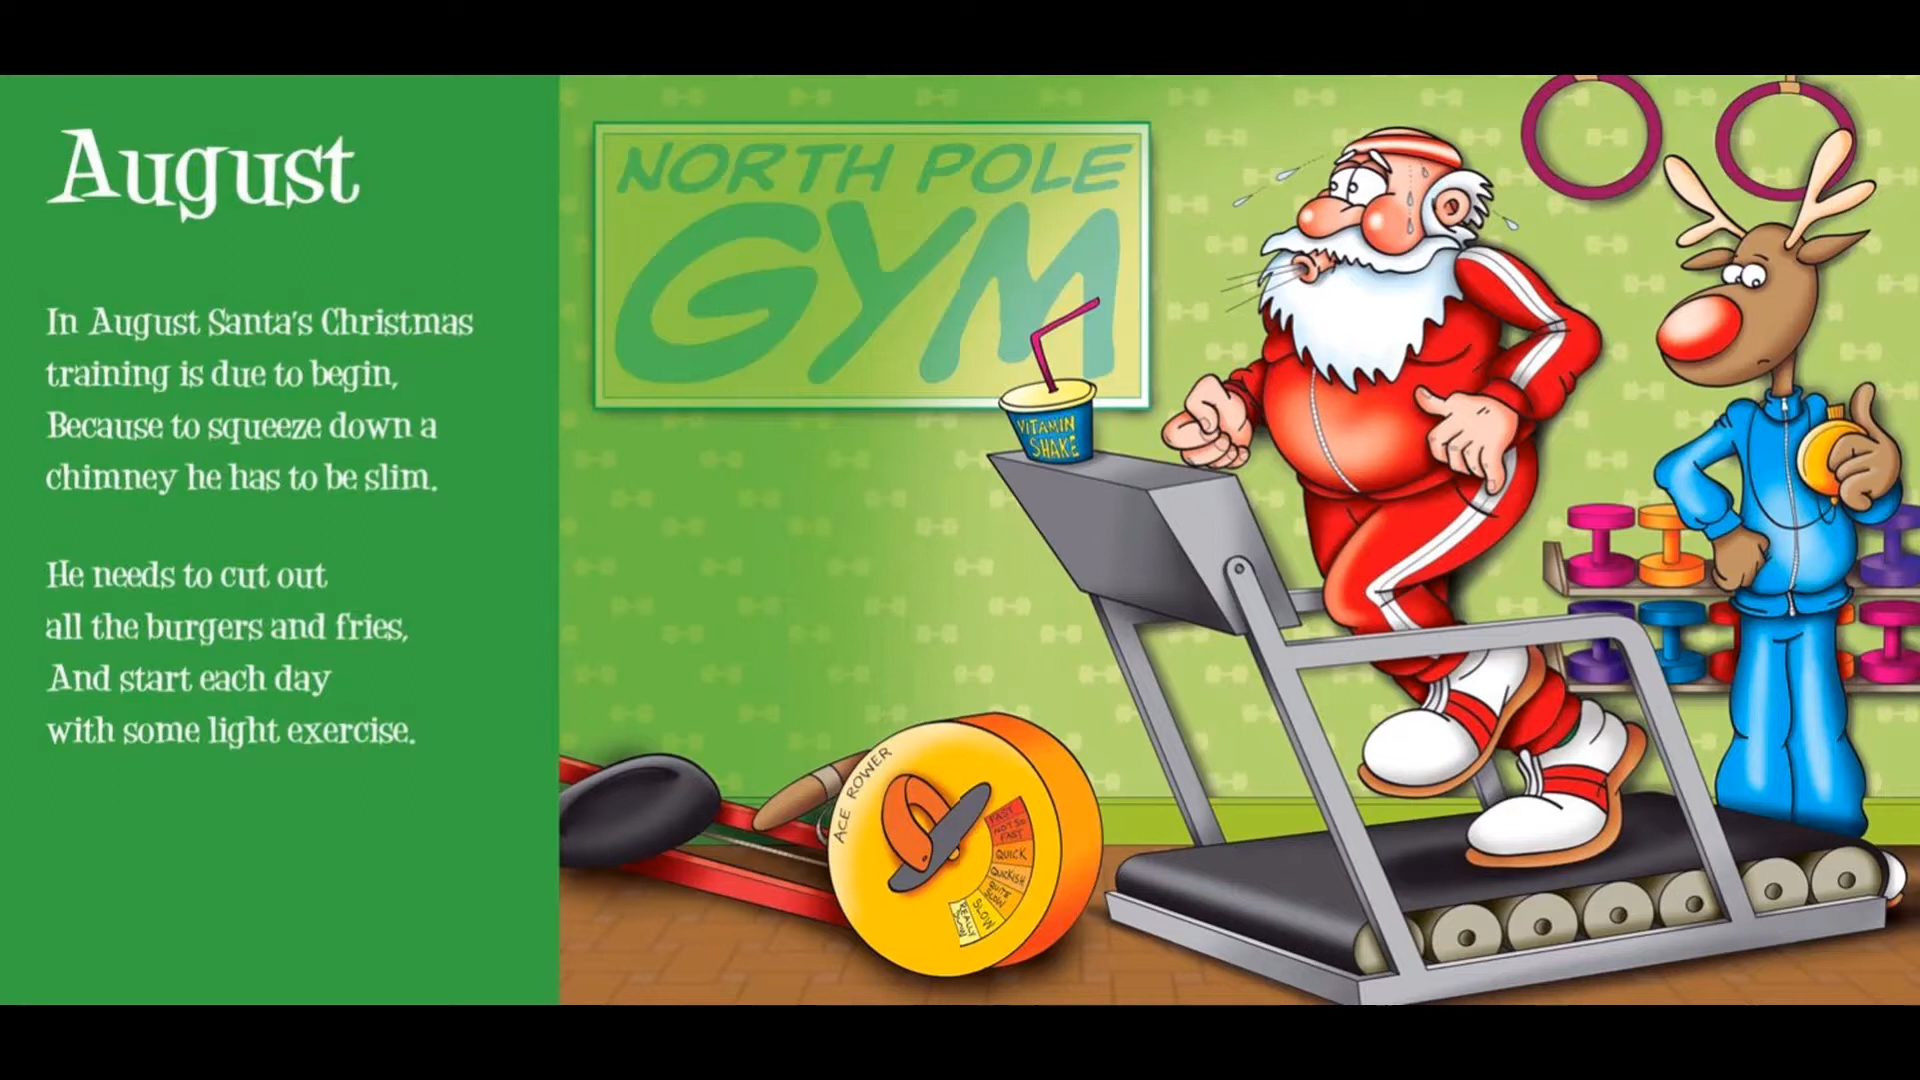 August
In August Santa's Christmas
training is due to begin,
Because to squeeze down a
chimney he has to be slim.
He needs to cut out
all the burgers and fries,
And start each day
with some light exercise.
NORTH POLE
GYM
VITAMIN
SHAKE
ACE ROWER
FAST
NOT SO
FAST
QUICK
QUICKISH
QUITE
SLOW
SLOW
REALLY
SLOW